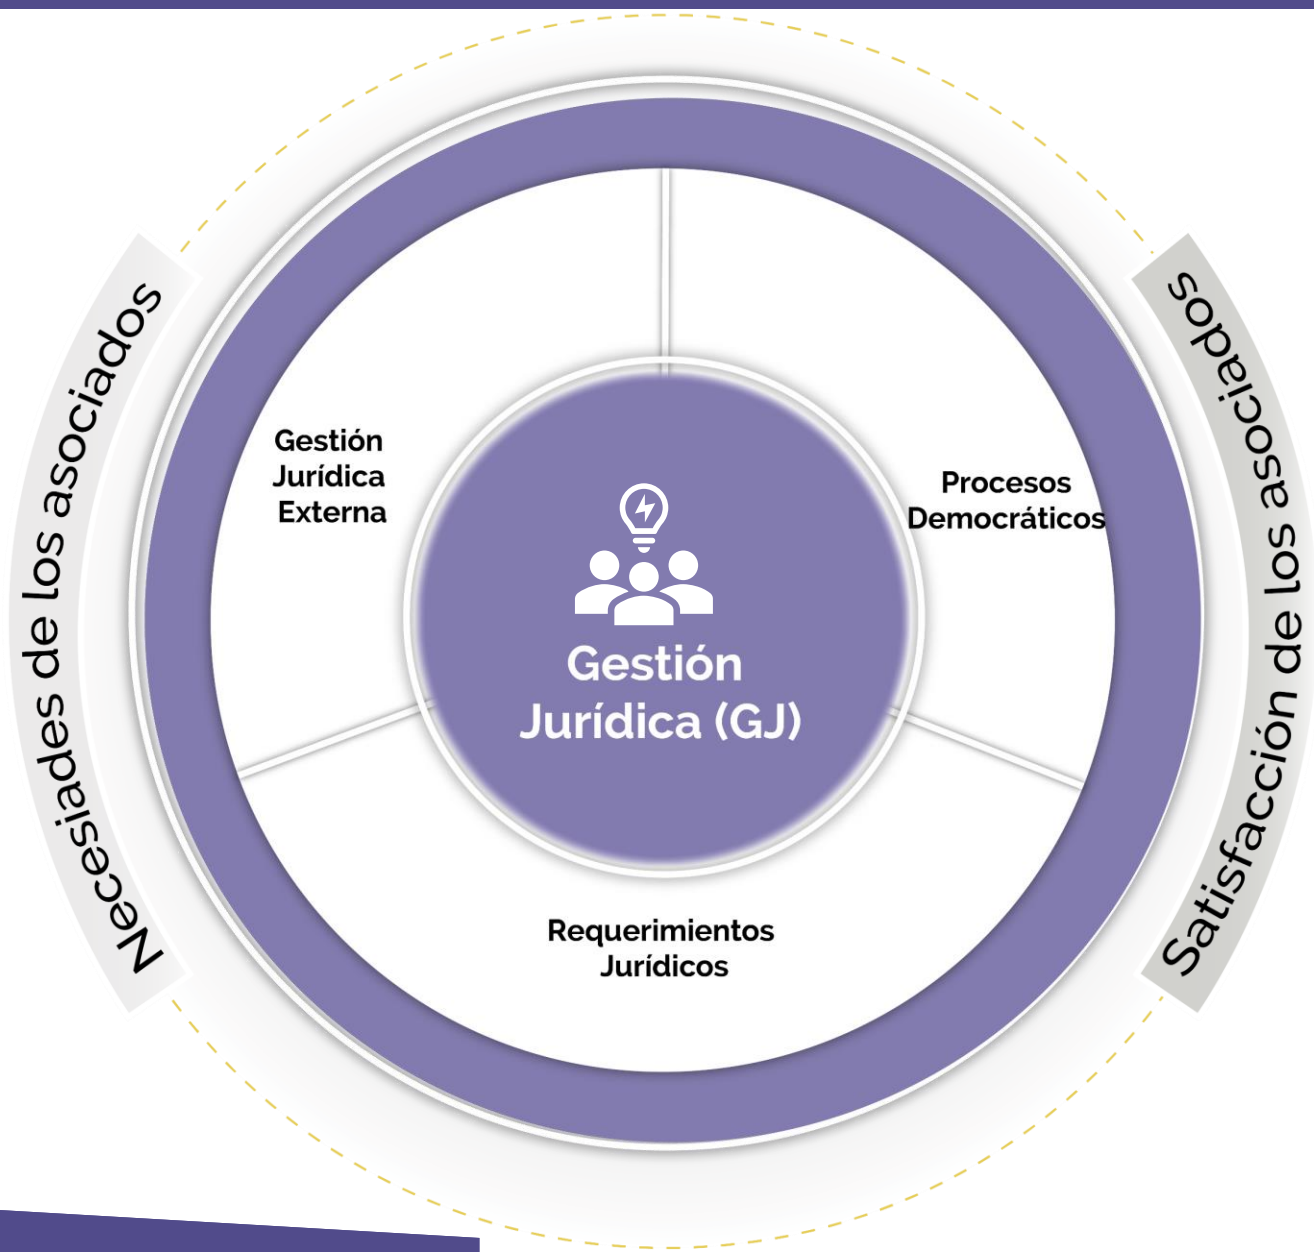 Necesiades de los asociados
Gestión
Jurídica
Externa
Gestión
Jurídica (GJ)
Procesos
Democráticos
Requerimientos
Jurídicos
Satisfacción de los asociados